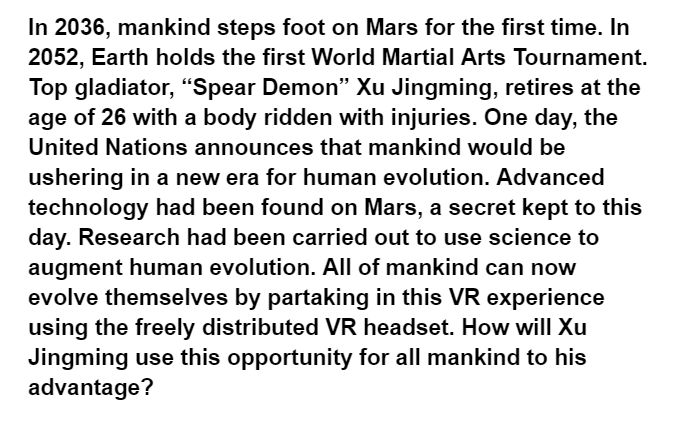 In 2036, mankind steps foot on Mars for the first time. In
2052, Earth holds the first World Martial Arts Tournament.
Top gladiator, “Spear Demon” Xu Jingming, retires at the
age of 26 with a body ridden with injuries. One day, the
United Nations announces that mankind would be
ushering in a new era for human evolution. Advanced
technology had been found on Mars, a secret kept to this
day. Research had been carried out to use science to
augment human evolution. All of mankind can now
evolve themselves by partaking in this VR experience
using the freely distributed VR headset. How will Xu
Jingming use this opportunity for all mankind to his
advantage?